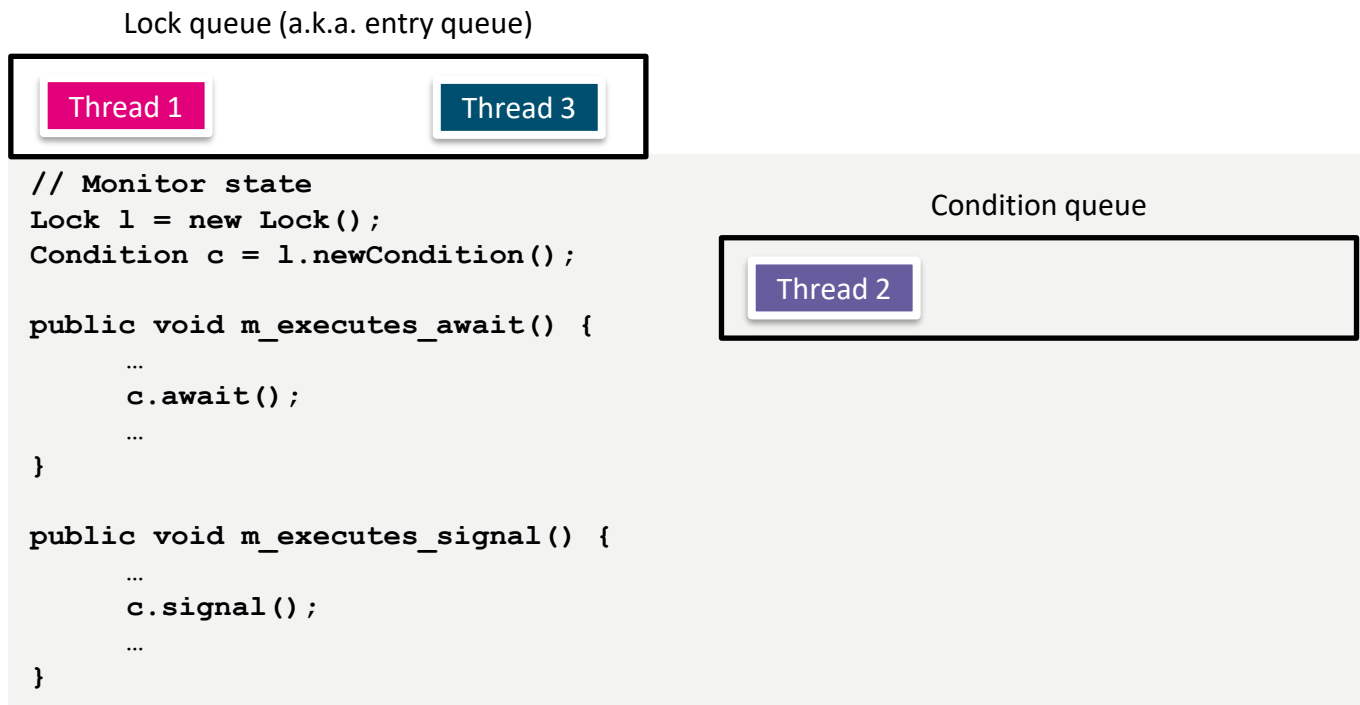 Lock queue (a.k.a. entry queue)
Thread 1
Thread 3
// Monitor state
Lock l = new Lock();
Condition c = l.newCondition();
Condition queue
Thread 2
public void m_executes_await() {
…
c.await();
…
}
public void m_executes_signal() {
…
c.signal();
…
}